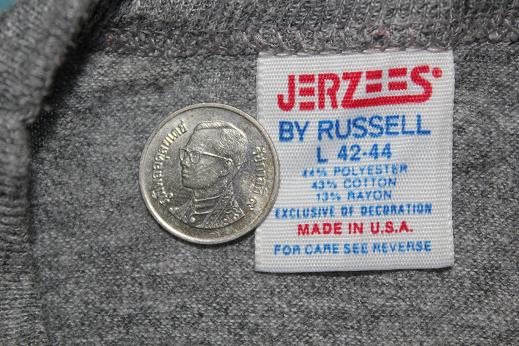 JERZEES
BY RUSSELL
L 42-44
44% POLYESTER
43% COTTON
13% RAYON
EXCLUSIVE OF DECORATION
MADE IN U.S.A.
FOR CARE SEE REVERSE